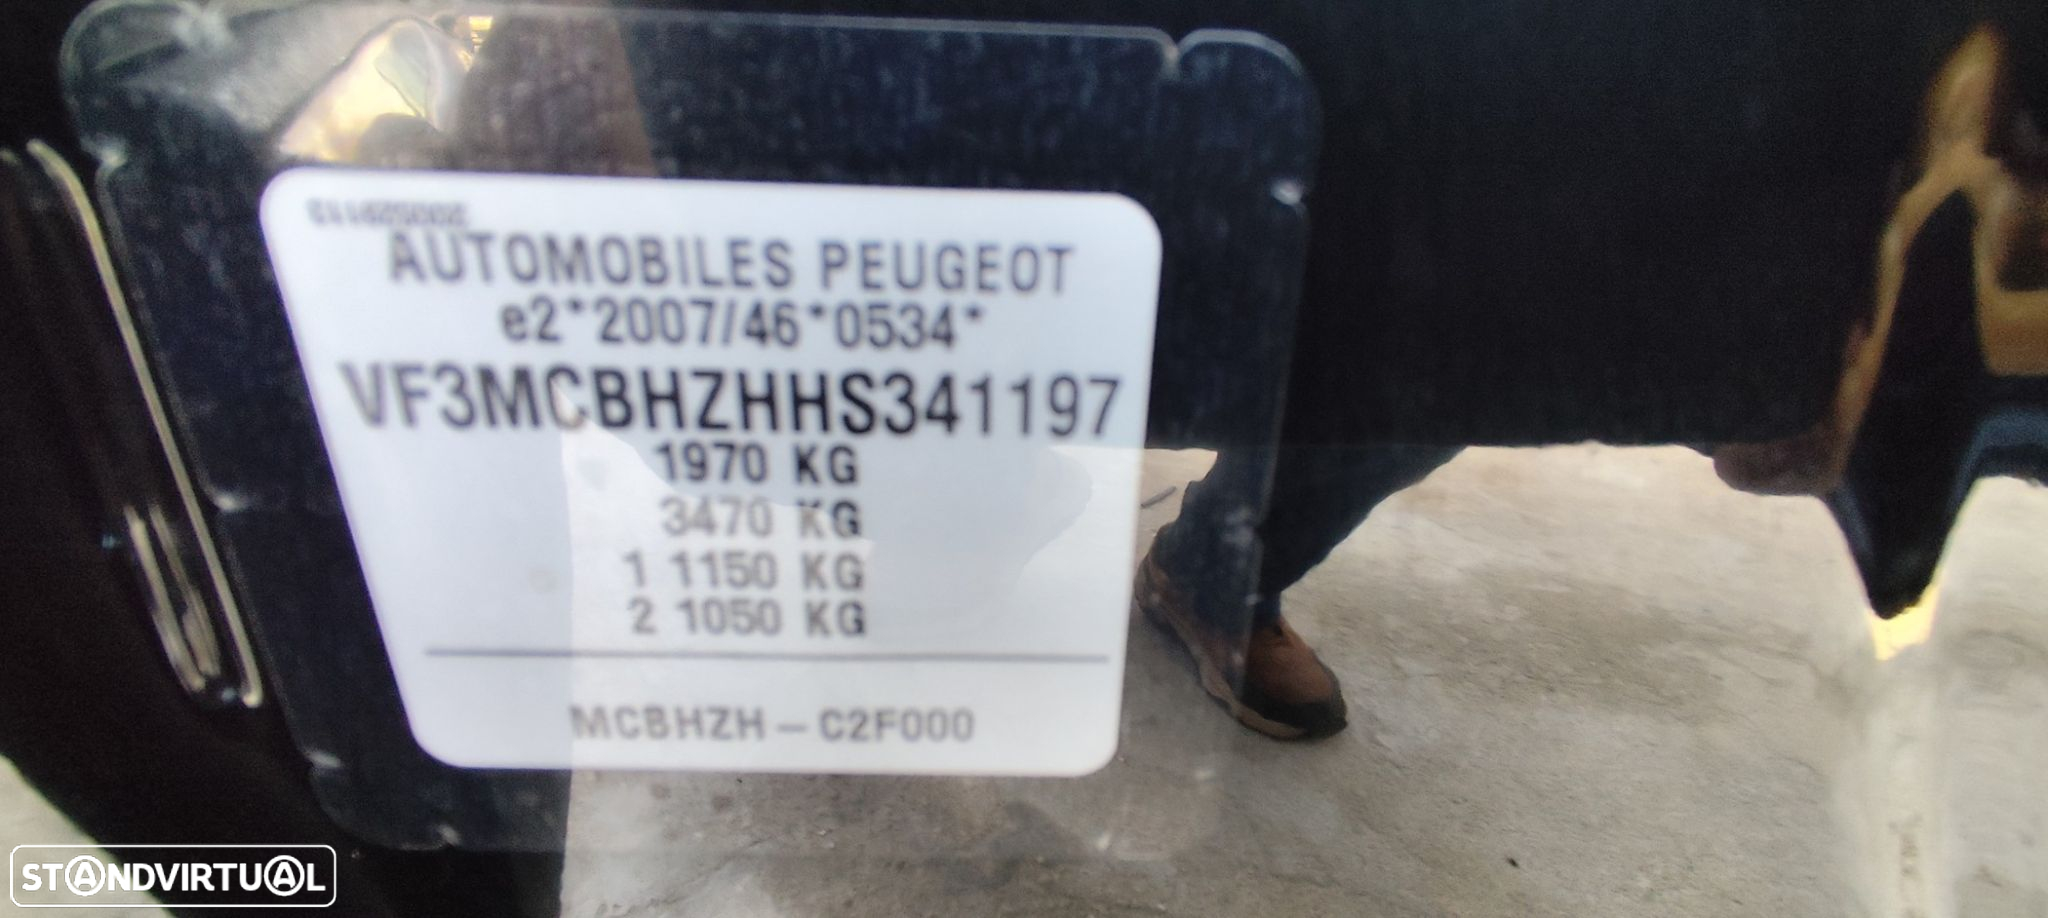 AUTOMOBILES PEUGEOT
e2*2007/46*0534*
VF3MCBHZHHS341197
1970 KG
3470 KG
1 1150 KG
2 1050 KG
MCBHZH - C2F000
STANDVIRTUAL